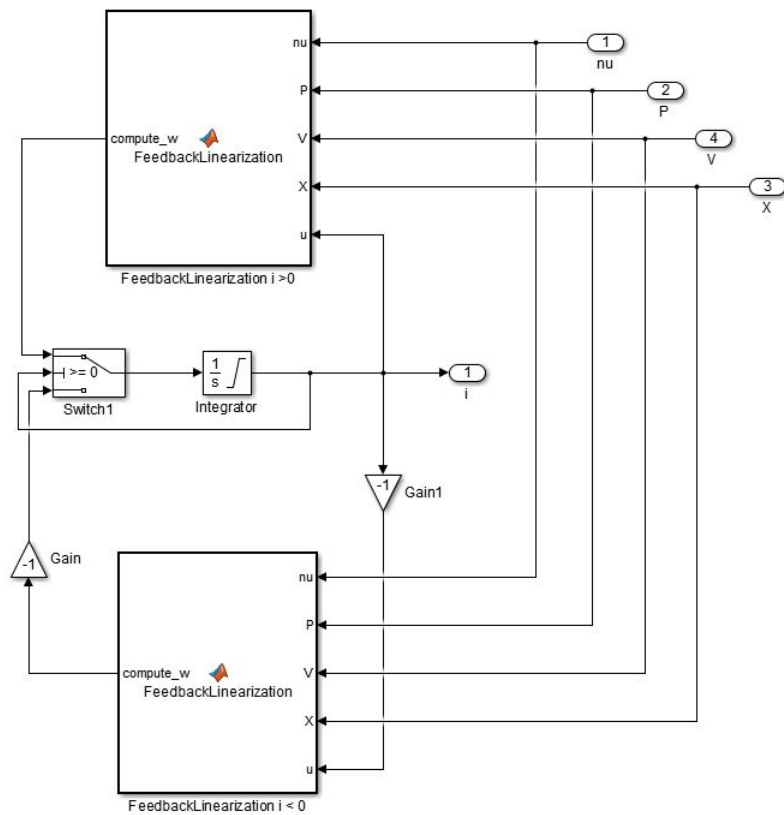 nu
1
nu
P
2
P
V
4
V
compute_w
FeedbackLinearization
X
3
X
u
FeedbackLinearization i >0
>= 0
Switch1
1
s
Integrator
1
i
-1
Gain1
-1
Gain
nu
P
V
compute_w
FeedbackLinearization
X
u
FeedbackLinearization i < 0